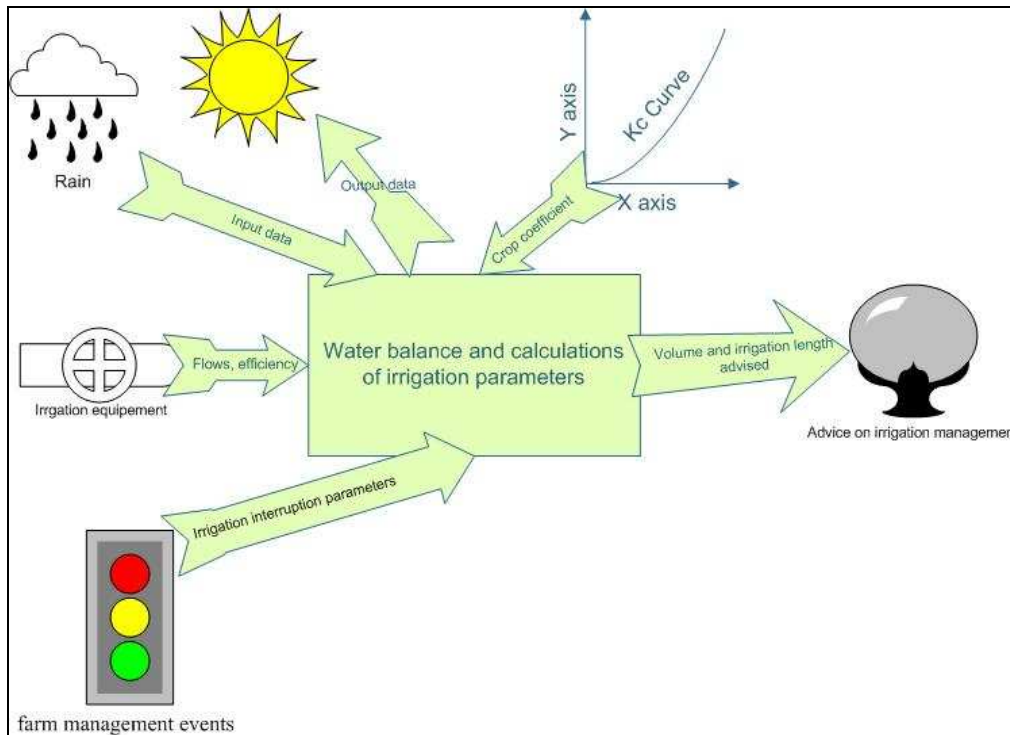 Rain
Output data
Input data
Y axis
Kc Curve
X axis
Crop coefficient
Flows, efficiency
Irrgation equipement
Water balance and calculations
of irrigation parameters
Volume and irrigation length
advised
Advice on irrigation management
Irrigation interruption parameters
farm management events